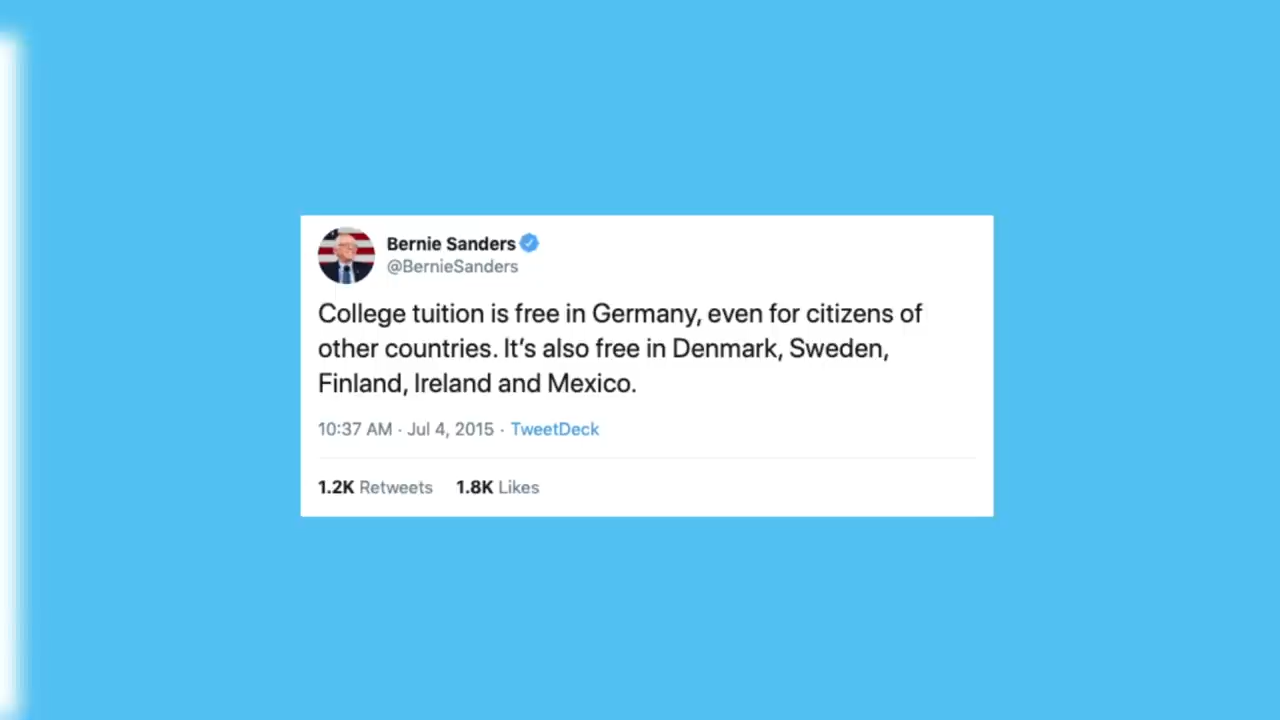 Bernie Sanders
@BernieSanders
College tuition is free in Germany, even for citizens of
other countries. It's also free in Denmark, Sweden,
Finland, Ireland and Mexico.
10:37 AM · Jul 4, 2015 · TweetDeck
1.2K Retweets 1.8K Likes